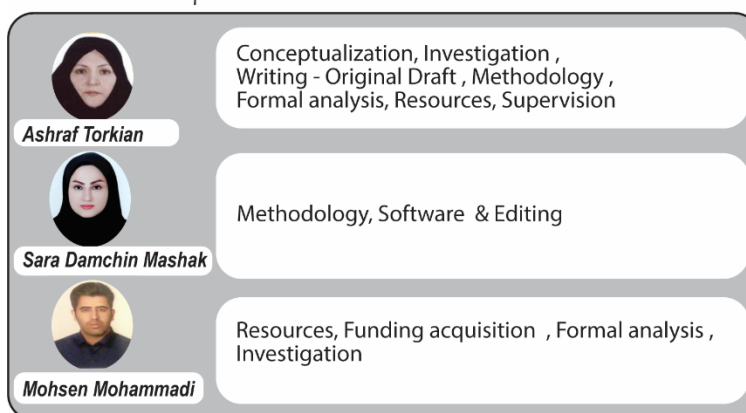 Conceptualization, Investigation ,
Writing - Original Draft , Methodology ,
Formal analysis, Resources, Supervision
Ashraf Torkian
Methodology, Software & Editing
Sara Damchin Mashak
Resources, Funding acquisition , Formal analysis ,
Investigation
Mohsen Mohammadi